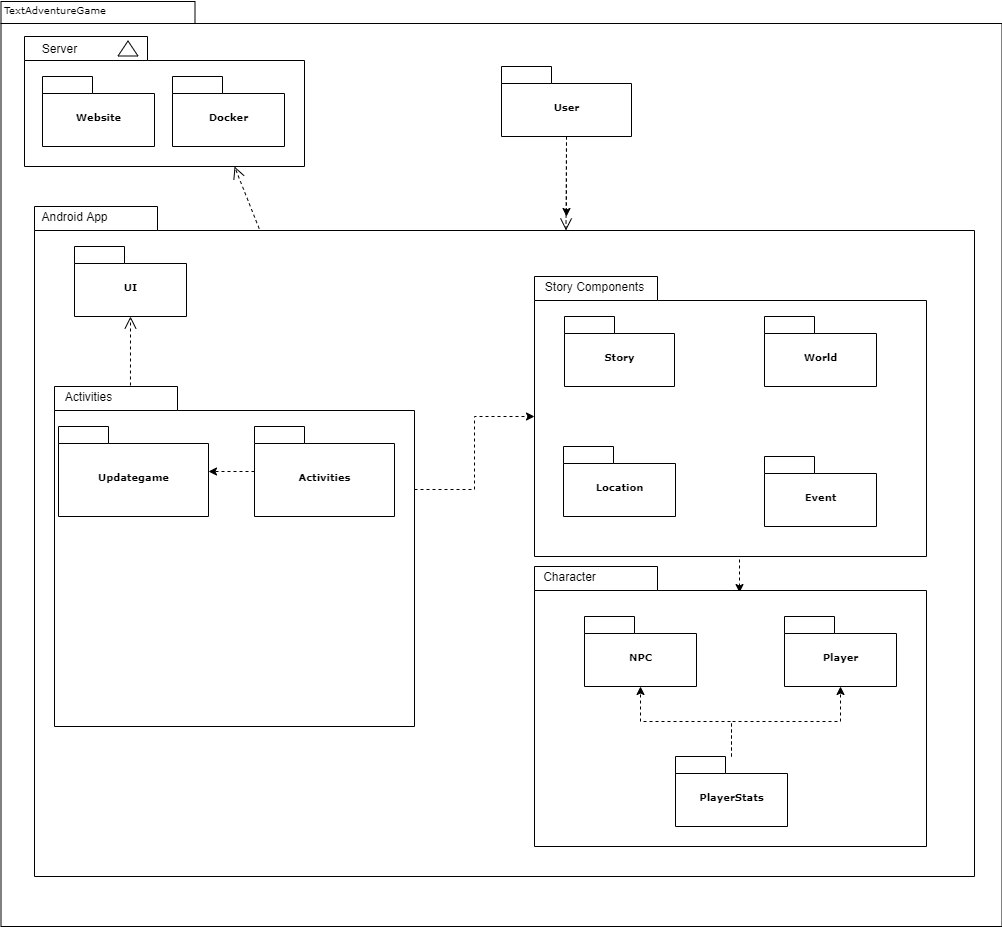 TextAdventureGame
Server
Website
Docker
User
Android App
UI
Story Components
Story
World
Activities
Updategame
Activities
Location
Event
Character
NPC
Player
PlayerStats